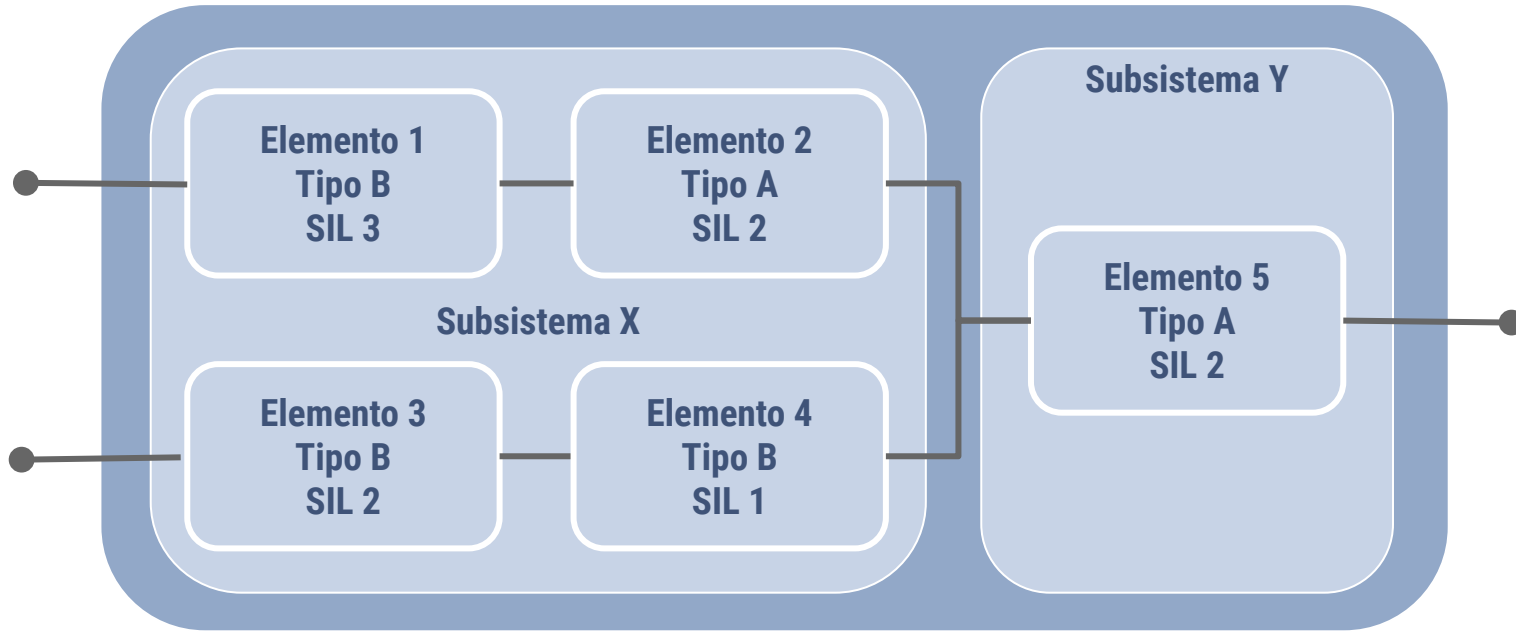 Subsistema Y
Elemento 1
Tipo B
SIL 3
Elemento 2
Tipo A
SIL 2
Subsistema X
Elemento 3
Tipo B
SIL 2
Elemento 4
Tipo B
SIL 1
Elemento 5
Tipo A
SIL 2